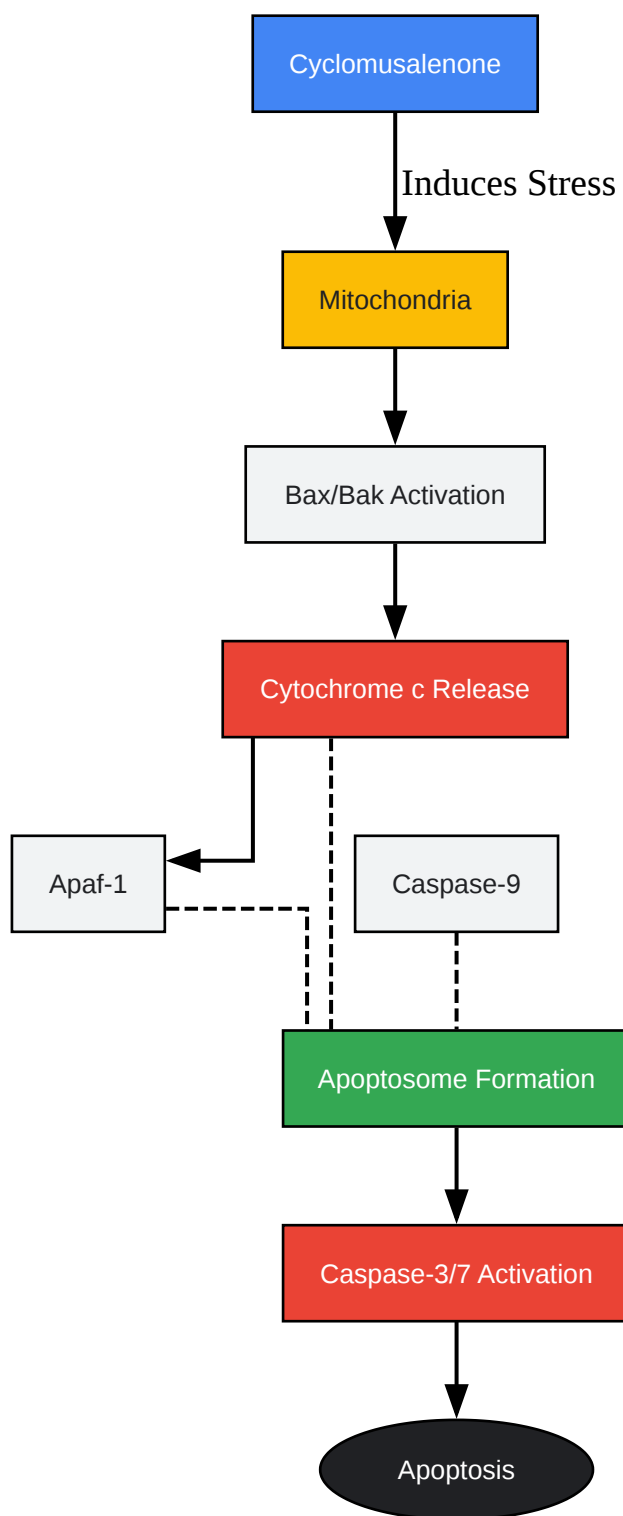 Cyclomusalenone
Induces Stress
Mitochondria
Bax/Bak Activation
Cytochrome c Release
Apaf-1
Caspase-9
Apoptosome Formation
Caspase-3/7 Activation
Apoptosis